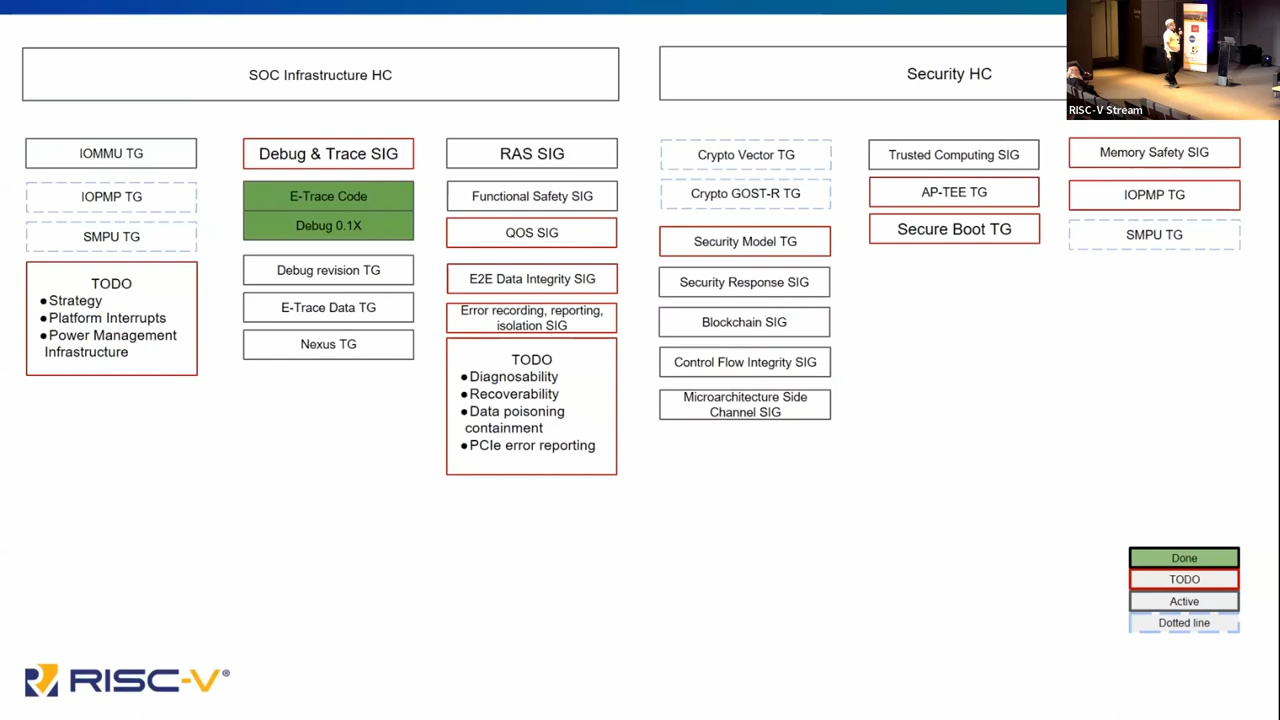 SOC Infrastructure HC
IOMMU TG
IOPMP TG
SMPU TG
TODO
●Strategy
●Platform Interrupts
●Power Management
Infrastructure
Debug & Trace SIG
E-Trace Code
Debug 0.1X
Debug revision TG
E-Trace Data TG
Nexus TG
RAS SIG
Functional Safety SIG
QOS SIG
E2E Data Integrity SIG
Error recording, reporting,
isolation SIG
TODO
●Diagnosability
●Recoverability
●Data poisoning
containment
●PCIe error reporting
Security HC
Crypto Vector TG
Crypto GOST-R TG
Security Model TG
Security Response SIG
Blockchain SIG
Control Flow Integrity SIG
Microarchitecture Side
Channel SIG
Trusted Computing SIG
AP-TEE TG
Secure Boot TG
Memory Safety SIG
IOPMP TG
SMPU TG
RISC-V Stream
Done
TODO
Active
Dotted line
RISC-V®